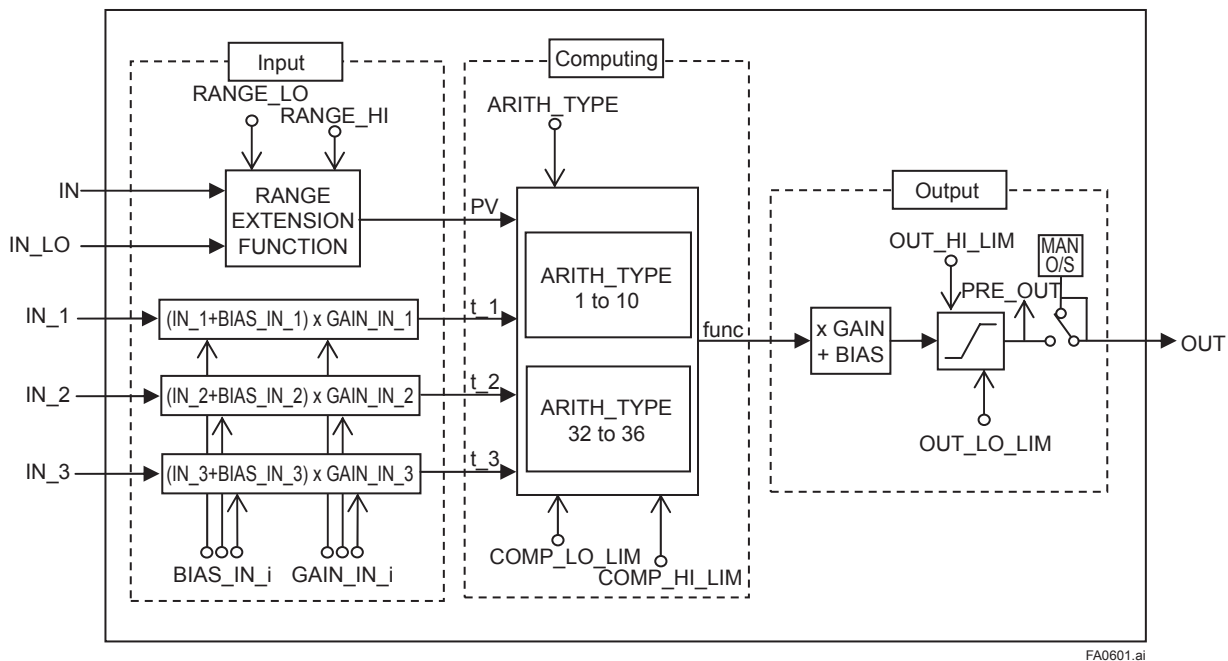 Input
RANGE_LO
RANGE_HI
IN
IN_LO
RANGE
EXTENSION
FUNCTION
IN_1
(IN_1+BIAS_IN_1) x GAIN_IN_1
IN_2
(IN_2+BIAS_IN_2) x GAIN_IN_2
IN_3
(IN_3+BIAS_IN_3) x GAIN_IN_3
BIAS_IN_i
GAIN_IN_i
Computing
ARITH_TYPE
PV
t_1
t_2
t_3
ARITH_TYPE
1 to 10
ARITH_TYPE
32 to 36
COMP_LO_LIM
COMP_HI_LIM
func
Output
x GAIN
+ BIAS
OUT_HI_LIM
PRE_OUT
MAN
O/S
OUT_LO_LIM
OUT
FA0601.ai